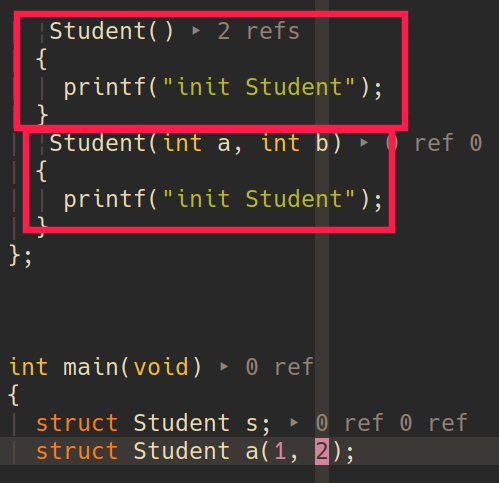 Student() ▸ 2 refs
{
printf("init Student");
}
Student(int a, int b) ▸ 0 ref 0
{
printf("init Student");
}
};
int main(void) ▸ 0 ref
{
struct Student s; ▸ 0 ref 0 ref
struct Student a(1, 2);